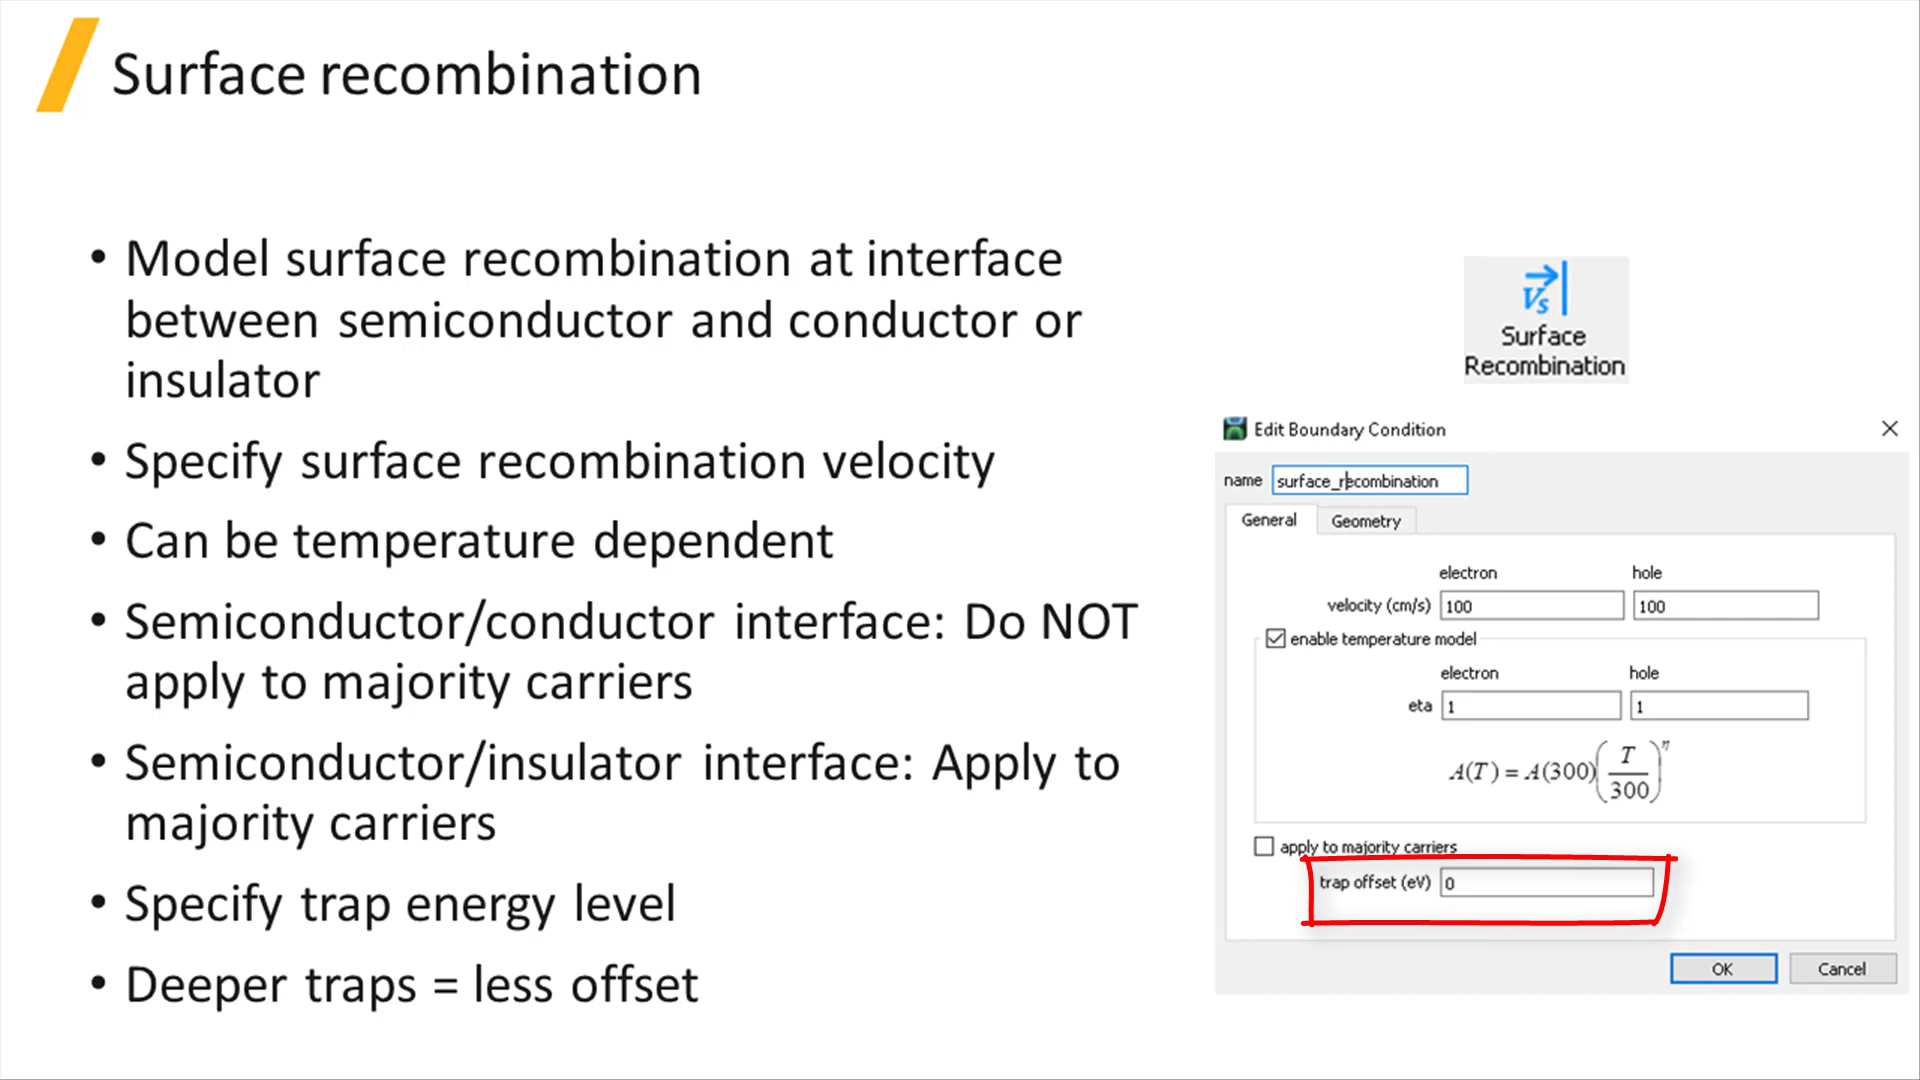 Surface recombination
• Model surface recombination at interface
between semiconductor and conductor or
insulator
• Specify surface recombination velocity
• Can be temperature dependent
• Semiconductor/conductor interface: Do NOT
apply to majority carriers
• Semiconductor/insulator interface: Apply to
majority carriers
• Specify trap energy level
• Deeper traps = less offset
Vs
Surface
Recombination
Edit Boundary Condition
name surface_recombination
General Geometry
electron hole
velocity (cm/s) 100 100
enable temperature model
electron hole
eta 1 1
A(T) = A(300)(T/300)^η
apply to majority carriers
trap offset (eV) 0
OK Cancel